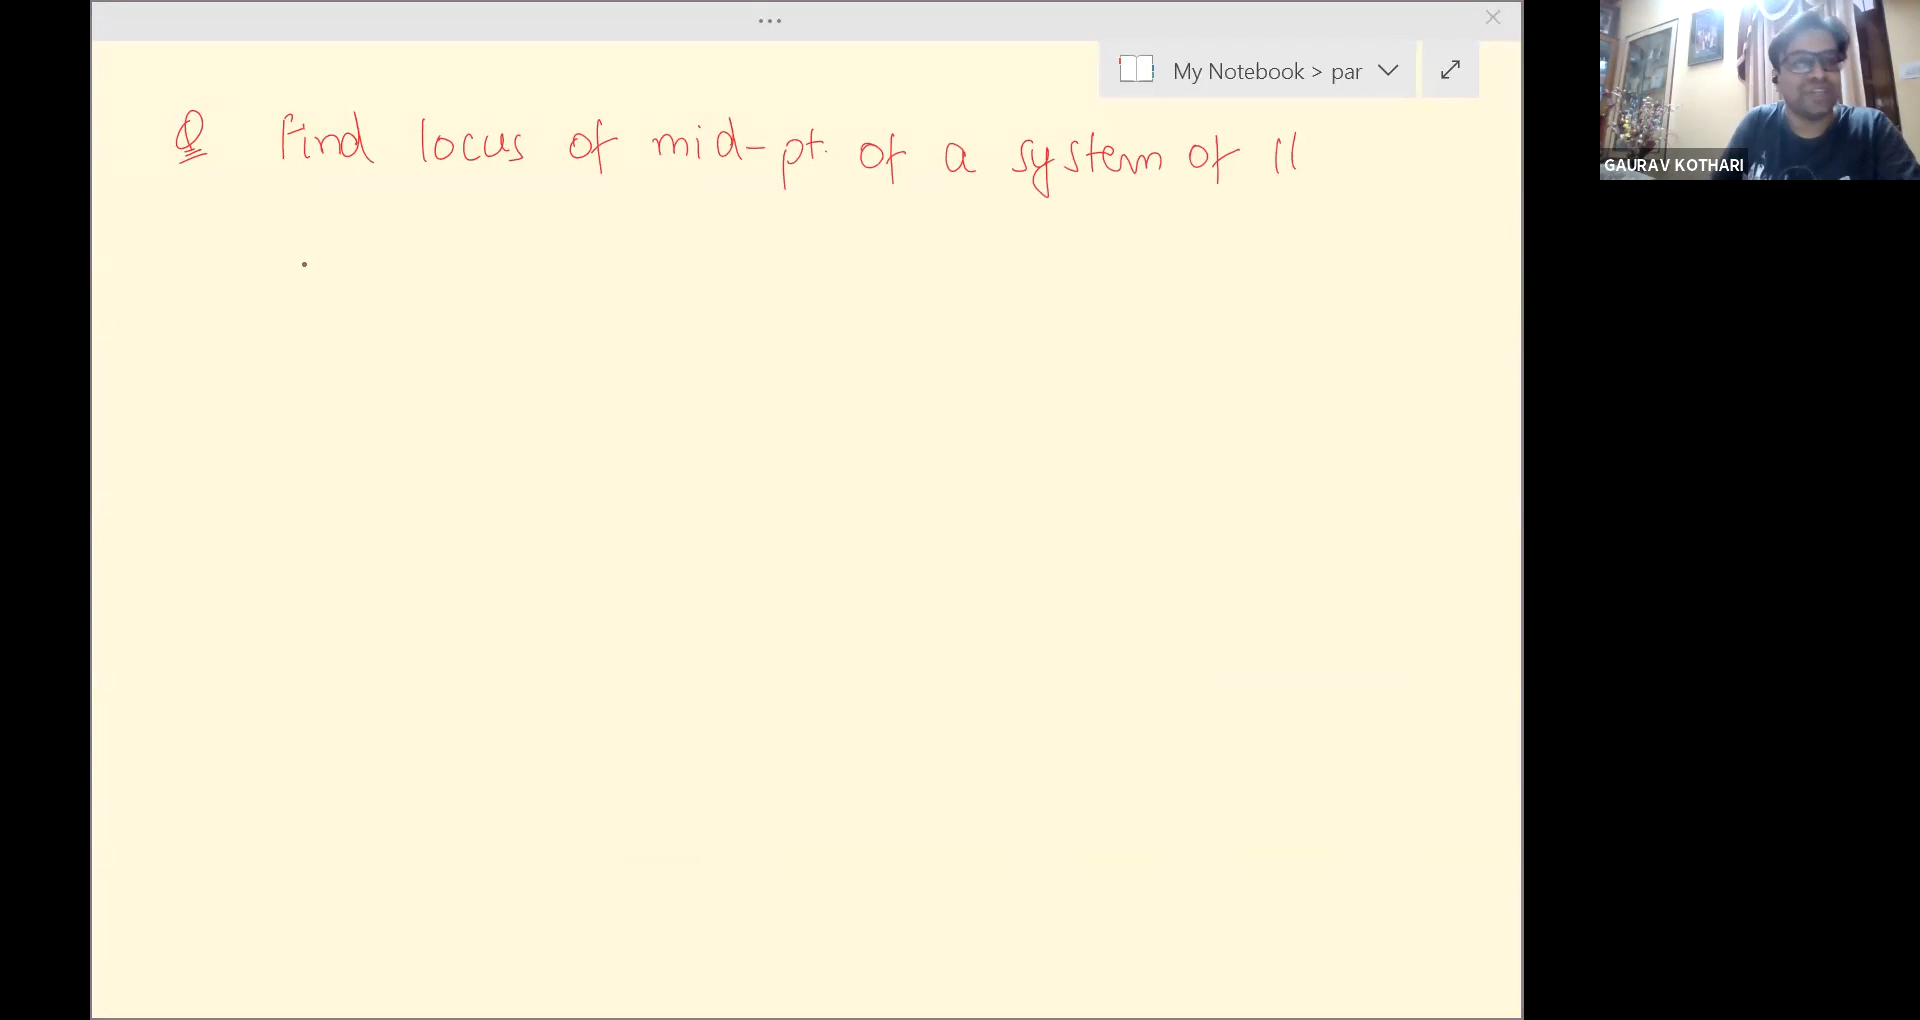 My Notebook > par
Q Find locus of mid-pt. of a system of ||
GAURAV KOTHARI